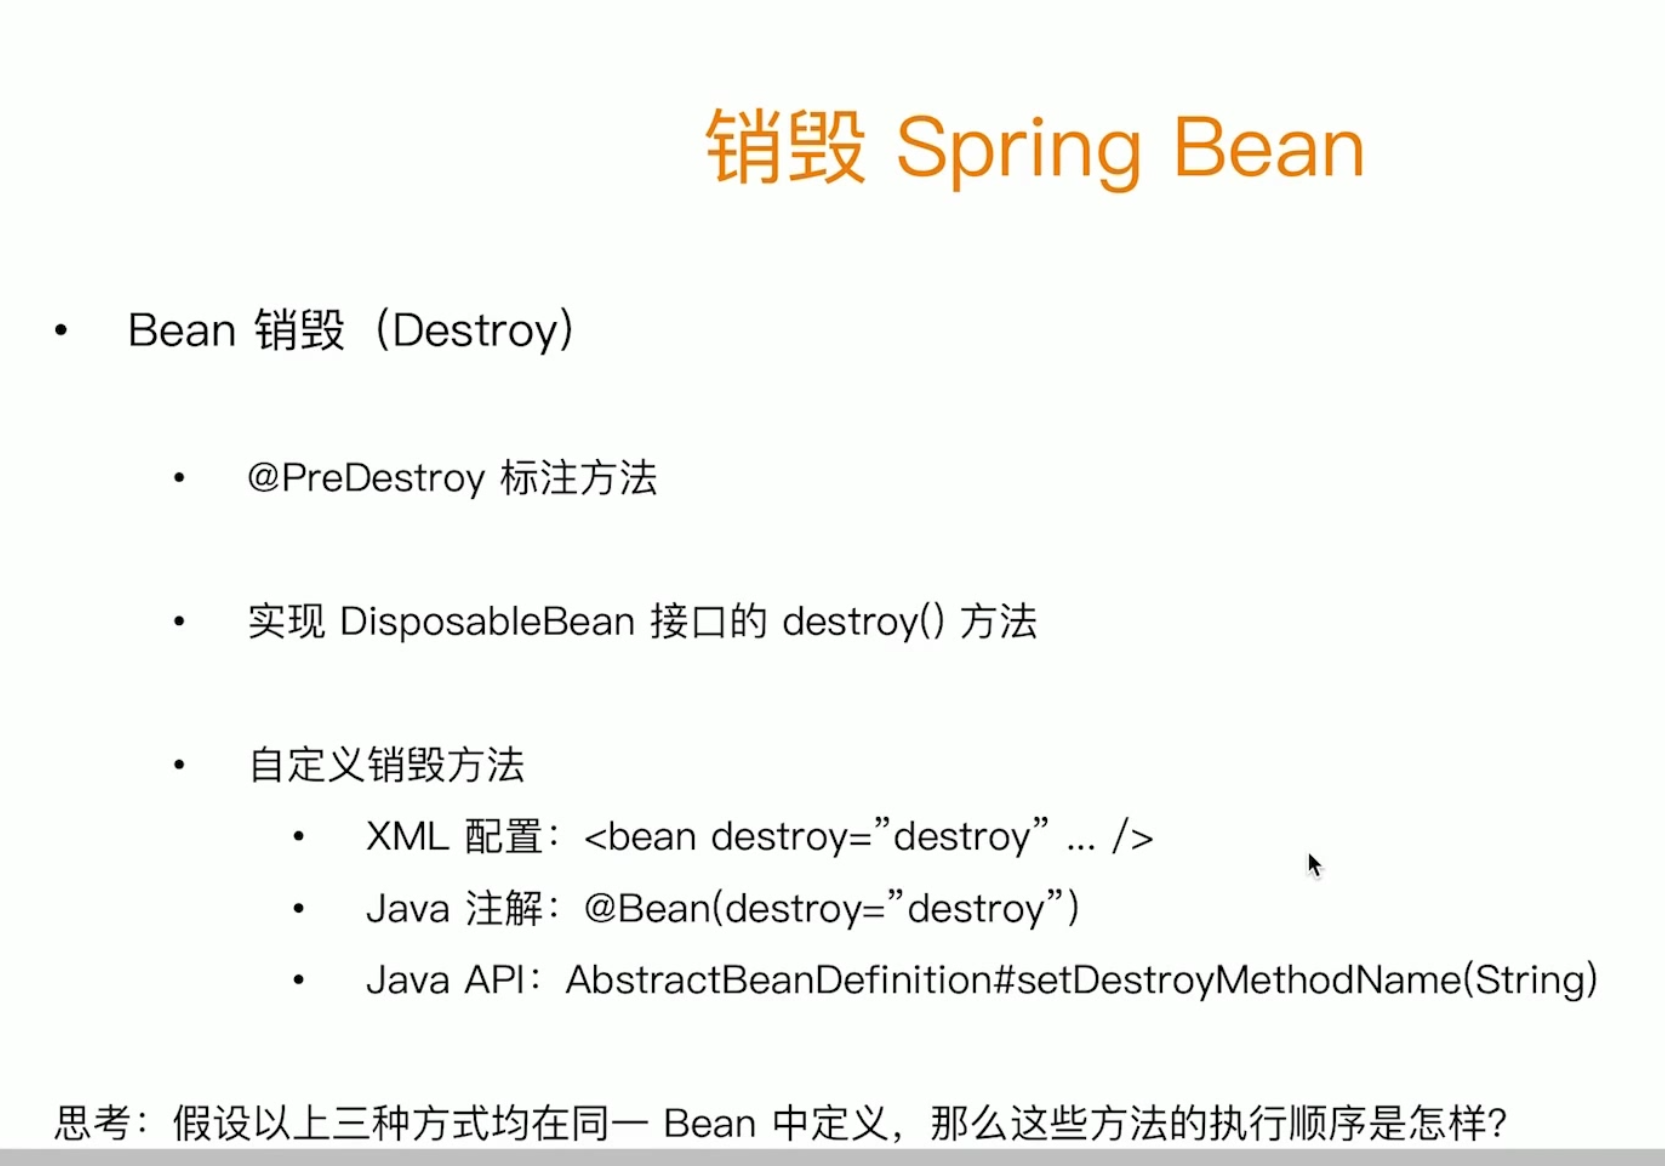 销毁 Spring Bean
• Bean 销毁（Destroy）
• @PreDestroy 标注方法
• 实现 DisposableBean 接口的 destroy() 方法
• 自定义销毁方法
• XML 配置：<bean destroy=”destroy” ... />
• Java 注解：@Bean(destroy=”destroy”)
• Java API：AbstractBeanDefinition#setDestroyMethodName(String)
思考：假设以上三种方式均在同一 Bean 中定义，那么这些方法的执行顺序是怎样？